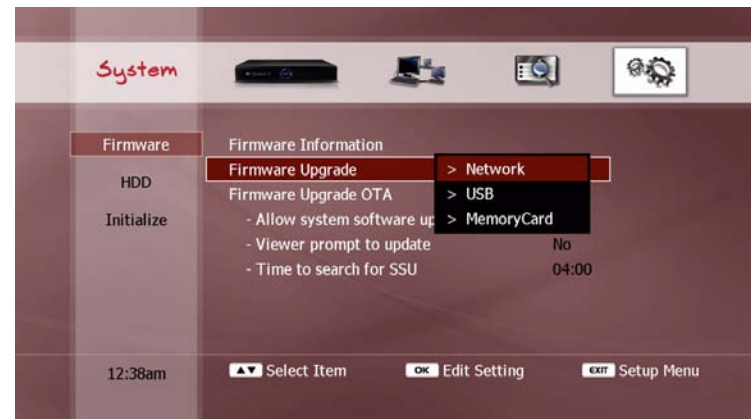 System
Firmware
HDD
Initialize
Firmware Information
Firmware Upgrade
> Network
> USB
> MemoryCard
Firmware Upgrade OTA
- Allow system software up
- Viewer prompt to update No
- Time to search for SSU 04:00
12:38am
▲▼ Select Item
OK Edit Setting
EXIT Setup Menu